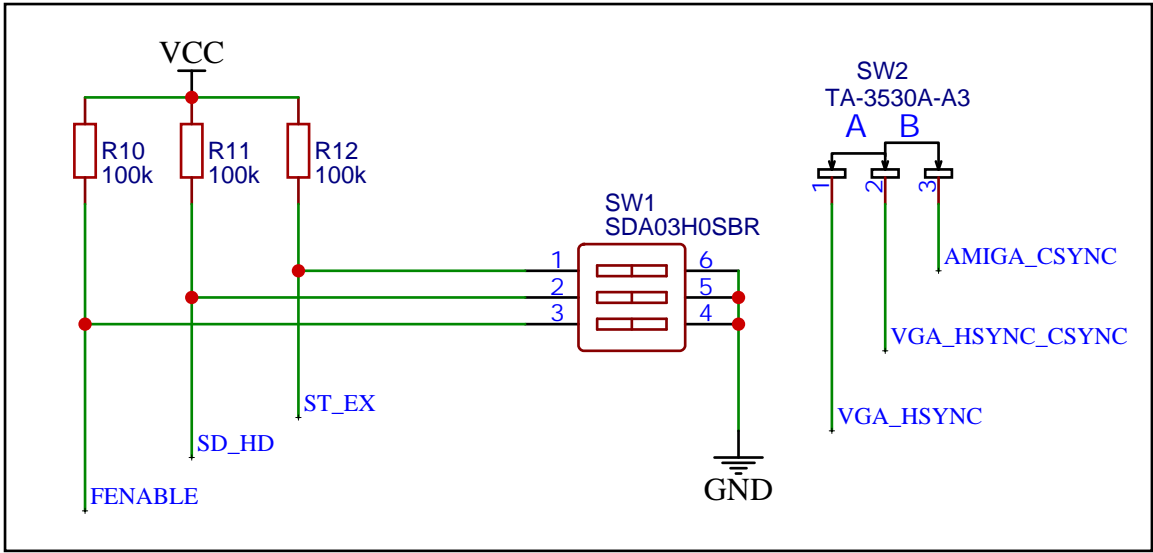 VCC
SW2
TA-3530A-A3
A B
R10
100k
R11
100k
R12
100k
1
2
3
SW1
SDA03H0SBR
1
2
3
6
5
4
AMIGA_CSYNC
VGA_HSYNC_CSYNC
VGA_HSYNC
ST_EX
SD_HD
FENABLE
GND